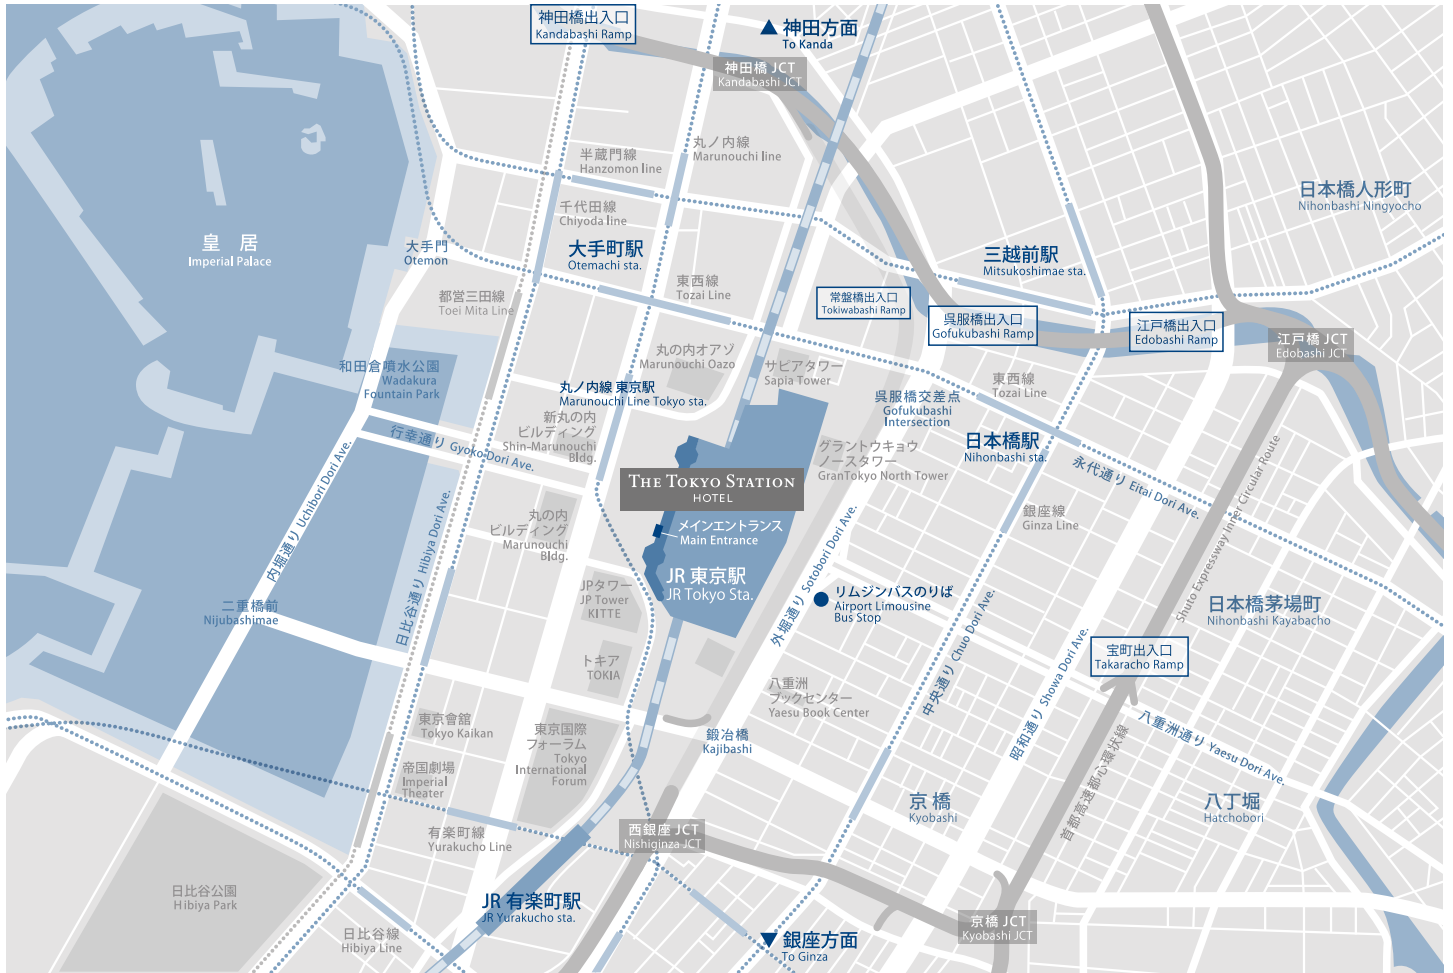 神田橋出入口
Kandabashi Ramp
神田方面
To Kanda
神田橋 JCT
Kandabashi JCT
丸ノ内線
Marunouchi line
半蔵門線
Hanzomon line
日本橋人形町
Nihonbashi Ningyocho
千代田線
Chiyoda line
皇 居
Imperial Palace
大手門
Otemon
大手町駅
Otemachi sta.
三越前駅
Mitsukoshimae sta.
東西線
Tozai Line
都営三田線
Toei Mita Line
常盤橋出入口
Tokiwabashi Ramp
呉服橋出入口
Gofukubashi Ramp
江戸橋出入口
Edobashi Ramp
江戸橋 JCT
Edobashi JCT
丸の内オアゾ
Marunouchi Oazo
サピアタワー
Sapia Tower
和田倉噴水公園
Wadakura
Fountain Park
丸ノ内線 東京駅
Marunouchi Line Tokyo sta.
東西線
Tozai Line
呉服橋交差点
Gofukubashi
Intersection
新丸の内
ビルディング
Shin-Marunouchi
Bldg.
行幸通り Gyoko Dori Ave.
グラントウキョウ
ノースタワー
GranTokyo North Tower
日本橋駅
Nihonbashi sta.
永代通り Eitai Dori Ave.
THE TOKYO STATION
HOTEL
内堀通り Uchibori Dori Ave.
日比谷通り Hibiya Dori Ave.
丸の内
ビルディング
Marunouchi
Bldg.
メインエントランス
Main Entrance
銀座線
Ginza Line
Shuto Expressway Inner Circular Route
JR 東京駅
JR Tokyo Sta.
JPタワー
JP Tower
KITTE
外堀通り Sotobori Dori Ave.
リムジンバスのりば
Airport Limousine
Bus Stop
二重橋前
Nijubashimae
日本橋茅場町
Nihonbashi Kayabacho
中央通り Chuo Dori Ave.
昭和通り Showa Dori Ave.
宝町出入口
Takaracho Ramp
トキア
TOKIA
八重洲
ブックセンター
Yaesu Book Center
東京會舘
Tokyo Kaikan
東京国際
フォーラム
Tokyo
International
Forum
鍛冶橋
Kajibashi
八重洲通り Yaesu Dori Ave.
首都高速都心環状線
帝国劇場
Imperial
Theater
京橋
Kyobashi
八丁堀
Hatchobori
有楽町線
Yurakucho Line
西銀座 JCT
Nishiginza JCT
日比谷公園
Hibiya Park
JR 有楽町駅
JR Yurakucho sta.
日比谷線
Hibiya Line
銀座方面
To Ginza
京橋 JCT
Kyobashi JCT